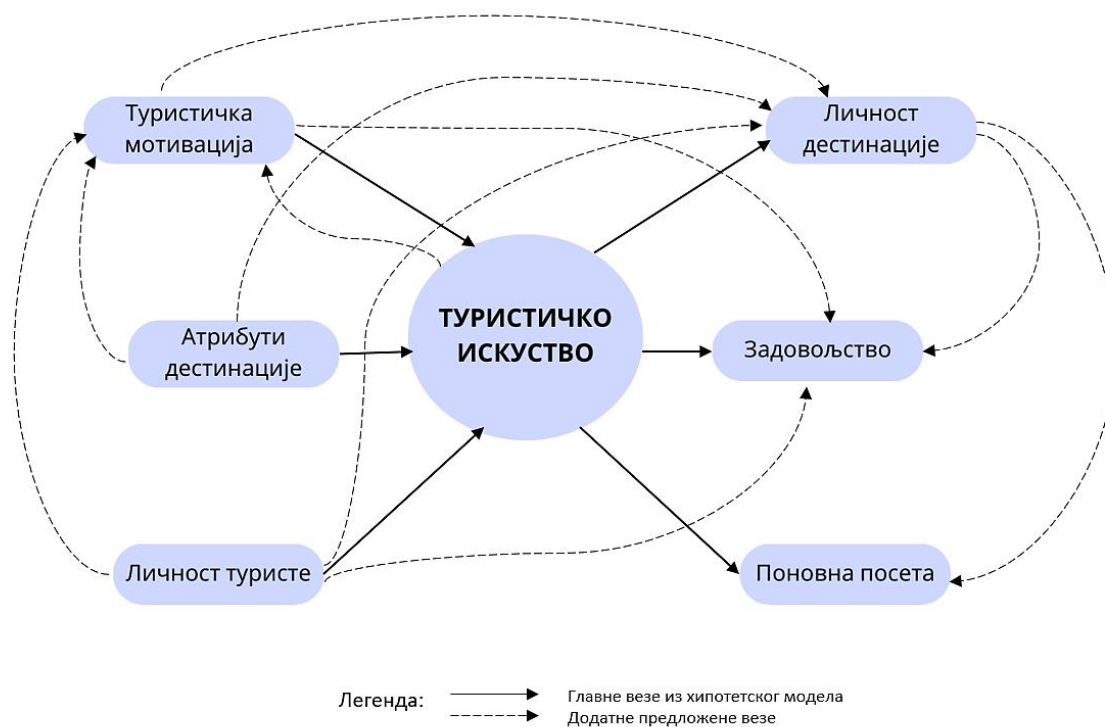 Туристичка
мотивација
Личност
дестинације
ТУРИСТИЧКО
ИСКУСТВО
Атрибути
дестинације
Задовољство
Личност туристе
Поновна посета
Легенда:
Главне везе из хипотетског модела
Додатне предложене везе